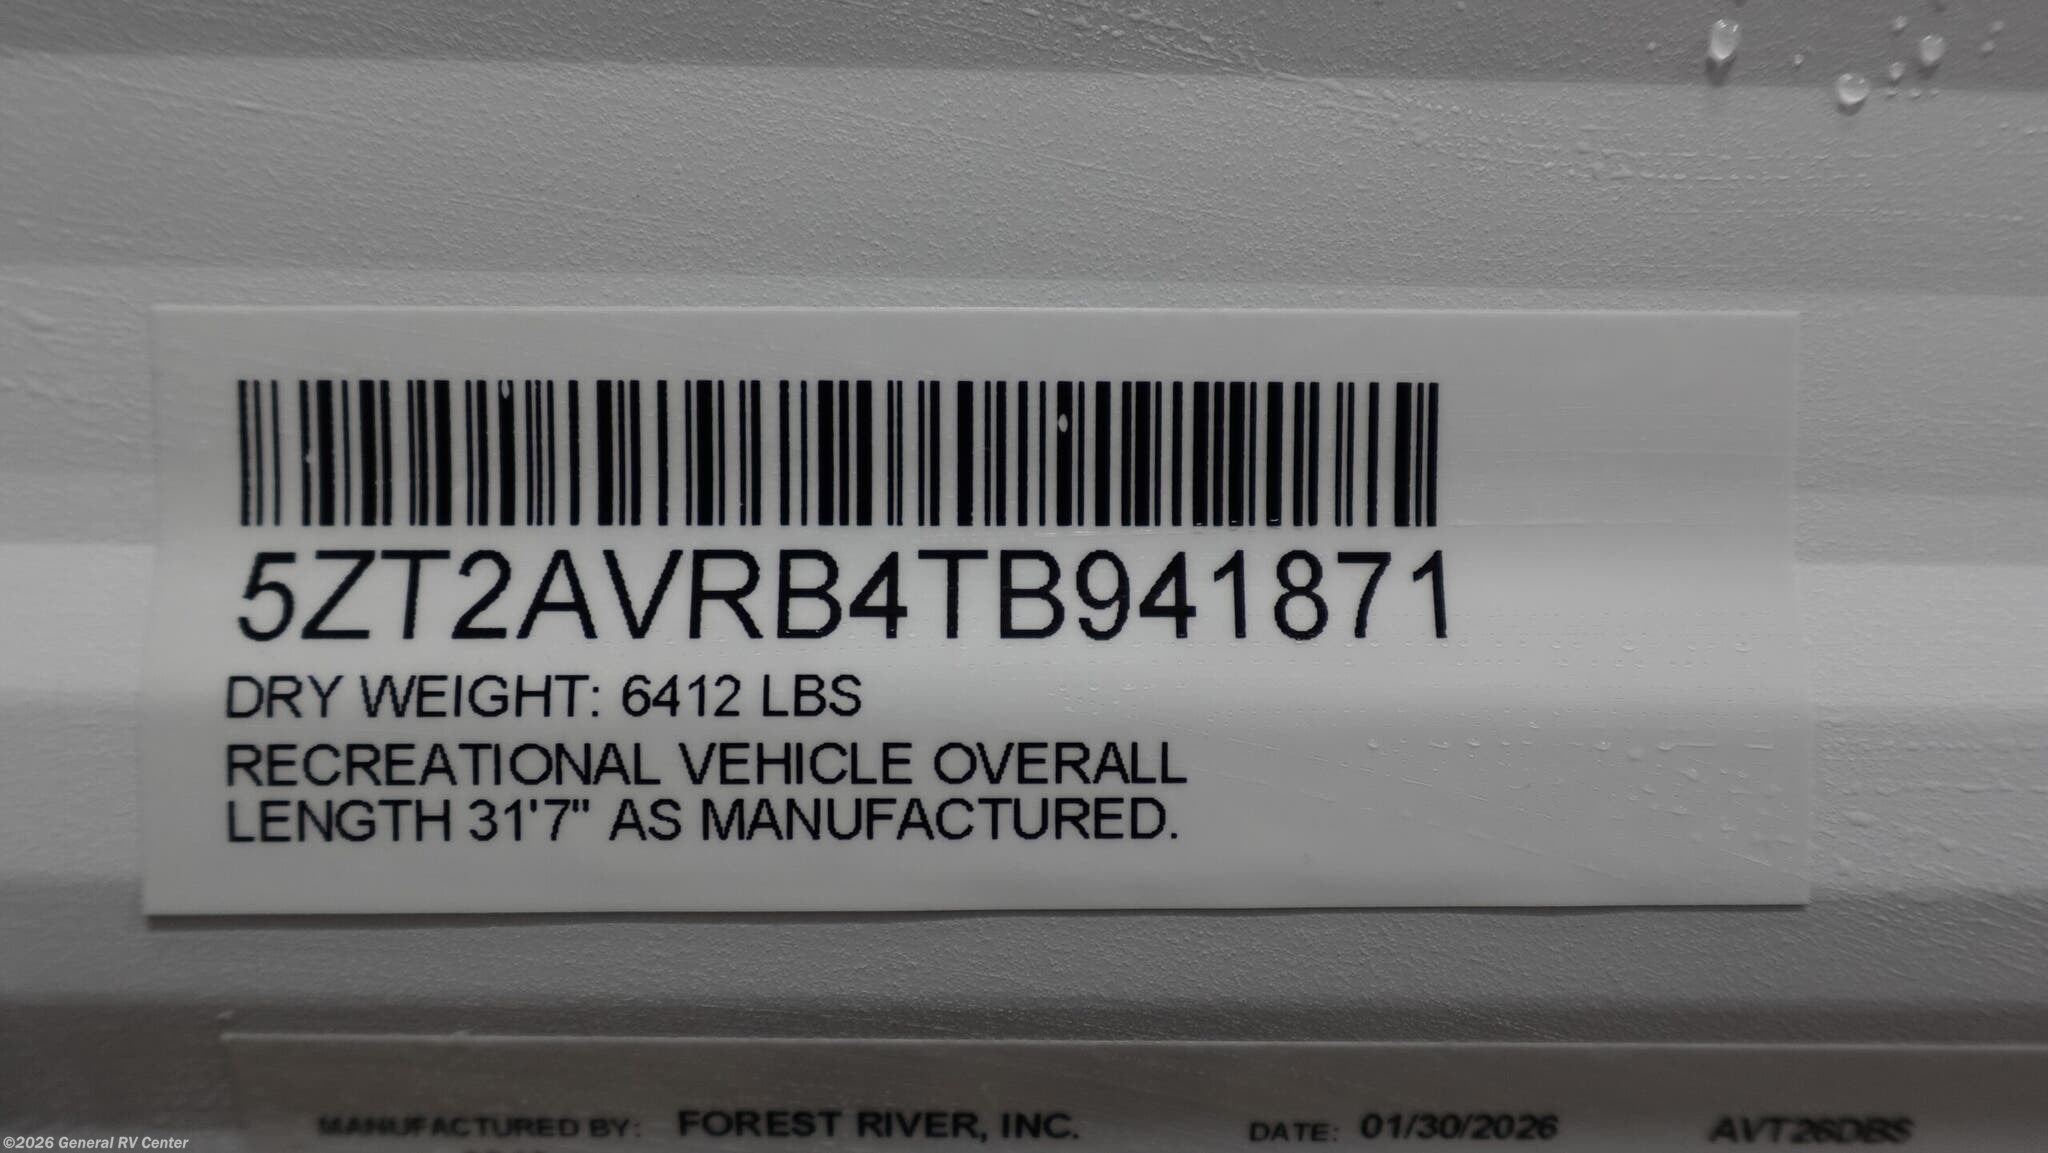 5ZT2AVRB4TB941871
DRY WEIGHT: 6412 LBS
RECREATIONAL VEHICLE OVERALL
LENGTH 31'7" AS MANUFACTURED.
MANUFACTURED BY: FOREST RIVER, INC. DATE: 01/30/2026 AVT26DBS
©2026 General RV Center